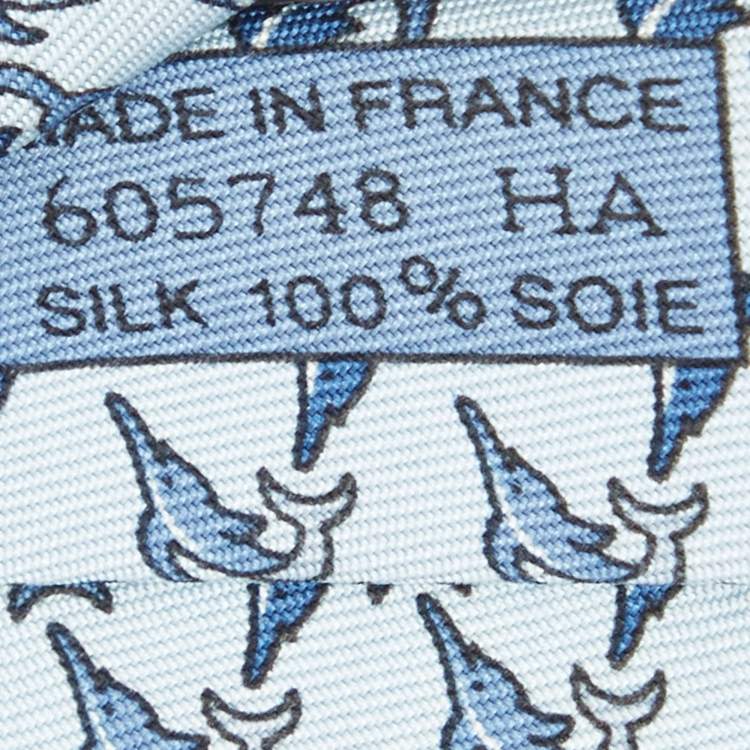 MADE IN FRANCE
605748 HA
SILK 100% SOIE